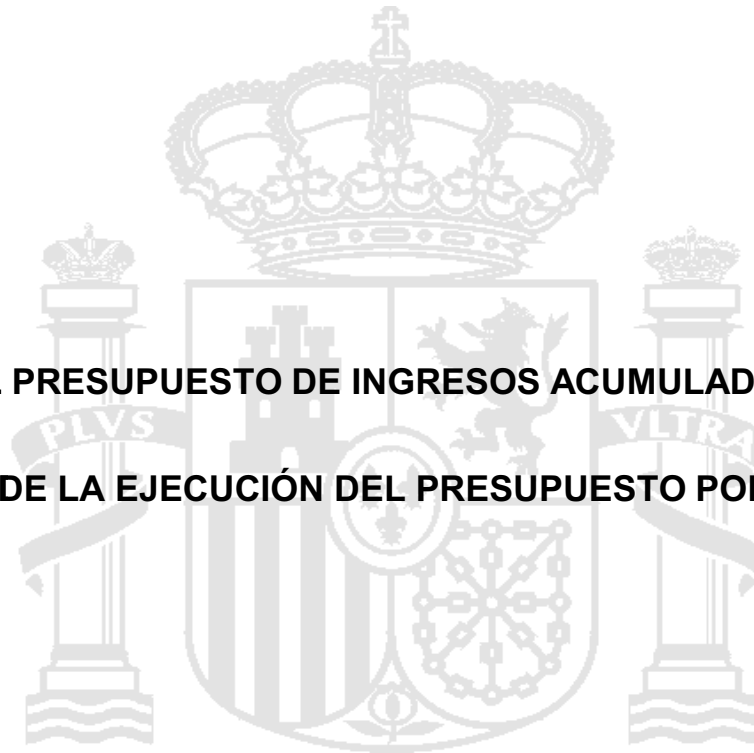 PRESUPUESTO DE INGRESOS ACUMULAD
DE LA EJECUCIÓN DEL PRESUPUESTO
PLVS
VLTRA